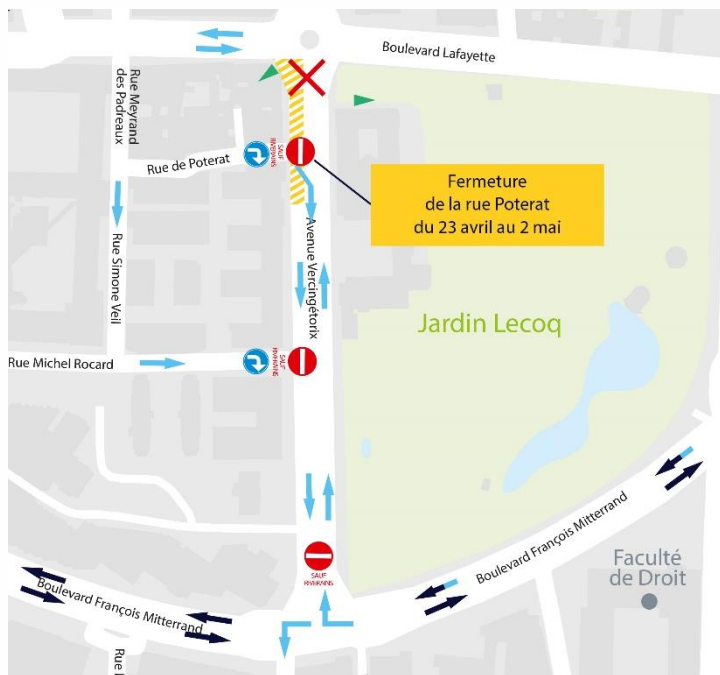 Boulevard Lafayette
Rue Meyrand
des Padreaux
Rue de Poterat
SAUF
RIVERAINS
Fermeture
de la rue Poterat
du 23 avril au 2 mai
Avenue Vercingétorix
Rue Simone Veil
Jardin Lecoq
Rue Michel Rocard
SAUF
RIVERAINS
SAUF
RIVERAINS
Boulevard François Mitterrand
Boulevard François Mitterrand
Faculté
de Droit